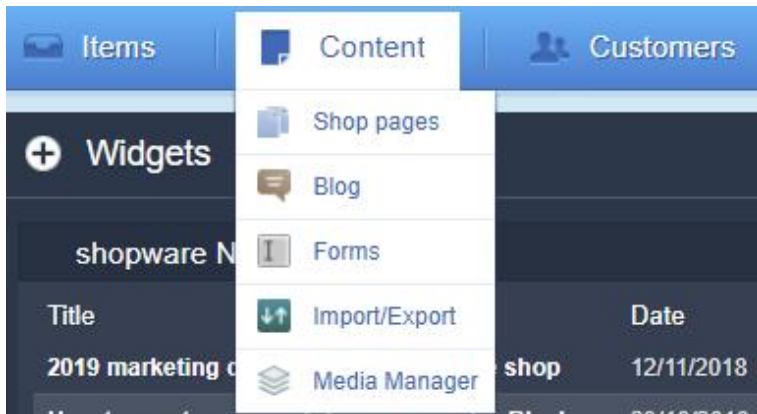 Items
Content
Customers
Shop pages
Widgets
Blog
shopware N
Forms
Title
Import/Export
Date
2019 marketing
shop
12/11/2018
Media Manager